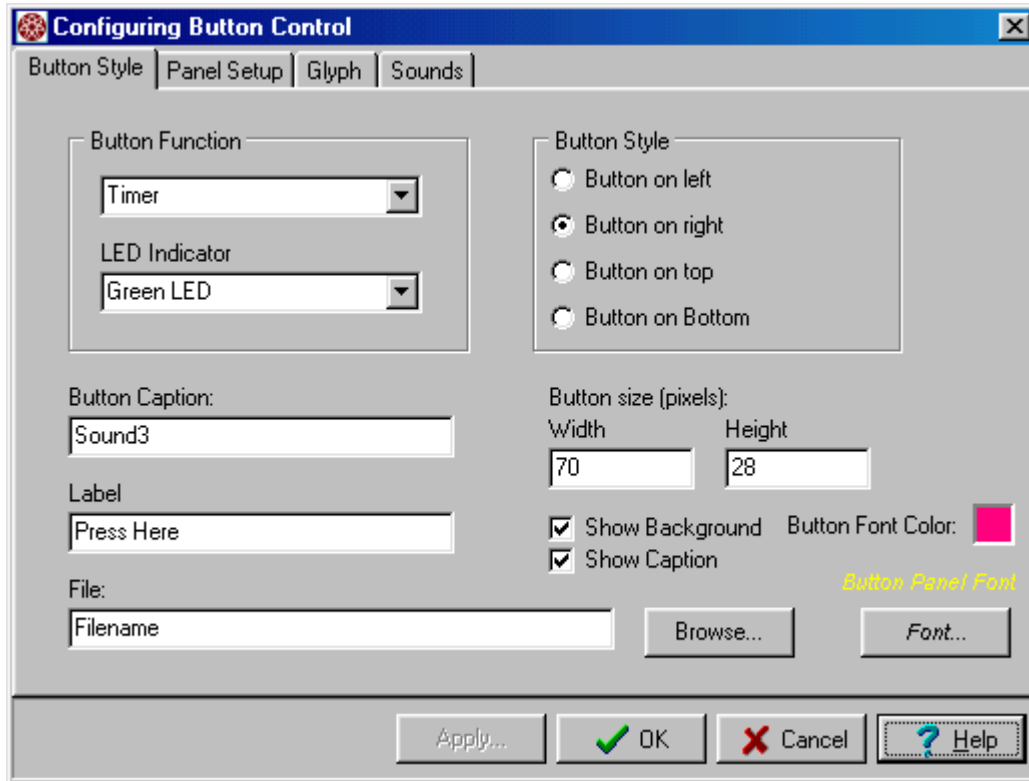 Configuring Button Control
Button Style Panel Setup Glyph Sounds
Button Function
Timer
LED Indicator
Green LED
Button Style
Button on left
Button on right
Button on top
Button on Bottom
Button Caption:
Sound3
Label
Press Here
File:
Filename
Button size (pixels):
Width Height
70 28
Show Background Button Font Color:
Show Caption
Button Panel Font
Browse... Font...
Apply... OK Cancel ? Help